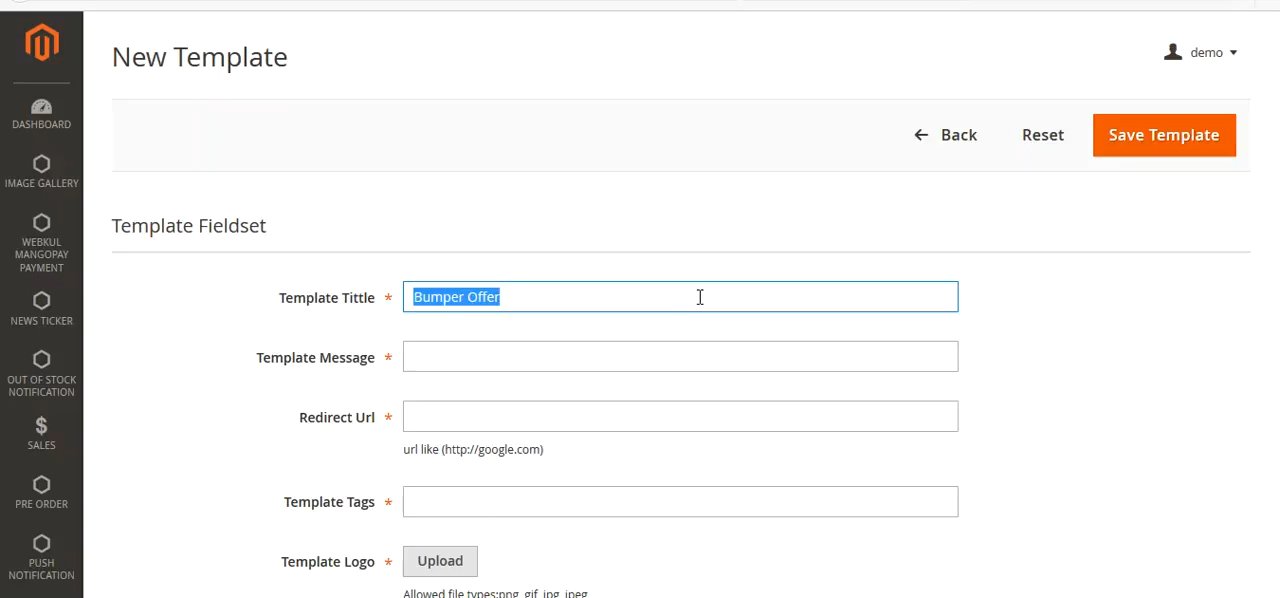 New Template
demo
Back
Reset
Save Template
DASHBOARD
IMAGE GALLERY
WEBKUL
MANGOPAY
PAYMENT
NEWS TICKER
OUT OF STOCK
NOTIFICATION
SALES
PRE ORDER
PUSH
NOTIFICATION
Template Fieldset
Template Tittle * Bumper Offer
Template Message *
Redirect Url *
url like (http://google.com)
Template Tags *
Template Logo * Upload
Allowed file types:png, gif, jpg, jpeg